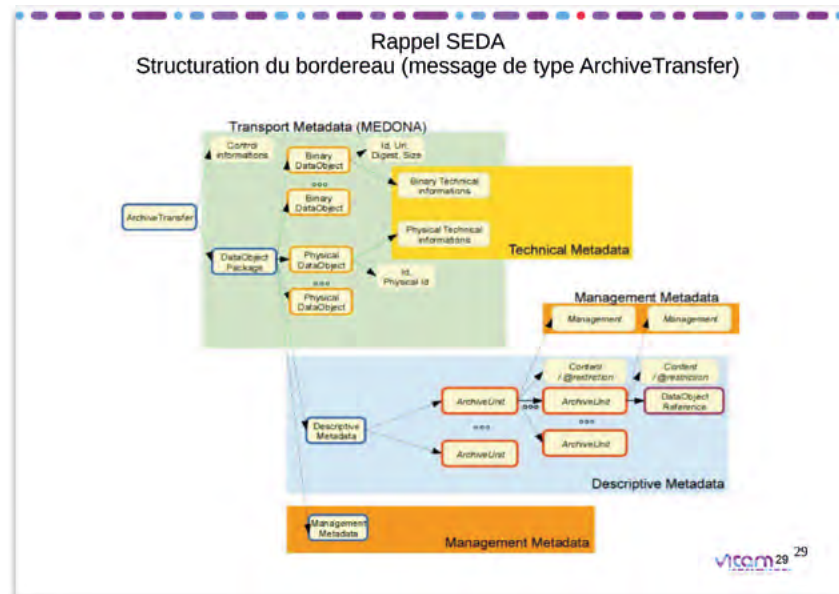 Rappel SEDA
Structuration du bordereau (message de type ArchiveTransfer)
Transport Metadata (MEDONA)
Control
informations
Binary
DataObject
Id, Uri,
Digest, Size
Binary Technical
informations
Binary
DataObject
ArchiveTransfer
Physical Technical
informations
Technical Metadata
DataObject
Package
Physical
DataObject
Id,
Physical Id
Physical
DataObject
Management Metadata
Management
Management
Content
/ @restriction
Content
/ @restriction
ArchiveUnit
ArchiveUnit
DataObject
Reference
Descriptive
Metadata
ArchiveUnit
ArchiveUnit
Descriptive Metadata
Management
Metadata
Management Metadata
vitam 29
29